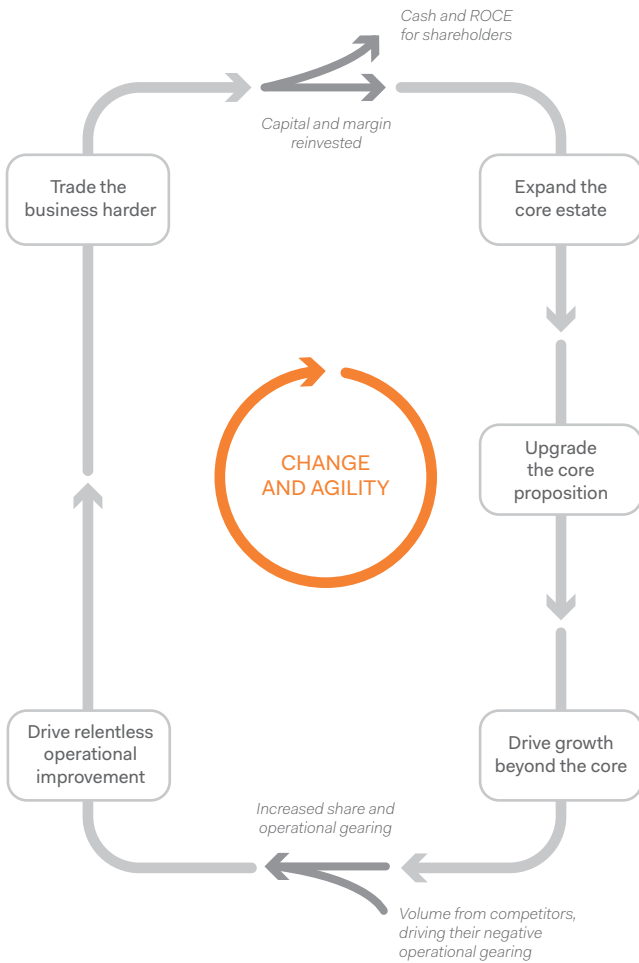 Cash and ROCE
for shareholders
Capital and margin
reinvested
Trade the
business harder
Expand the
core estate
CHANGE
AND AGILITY
Upgrade
the core
proposition
Drive relentless
operational
improvement
Drive growth
beyond the core
Increased share and
operational gearing
Volume from competitors,
driving their negative
operational gearing